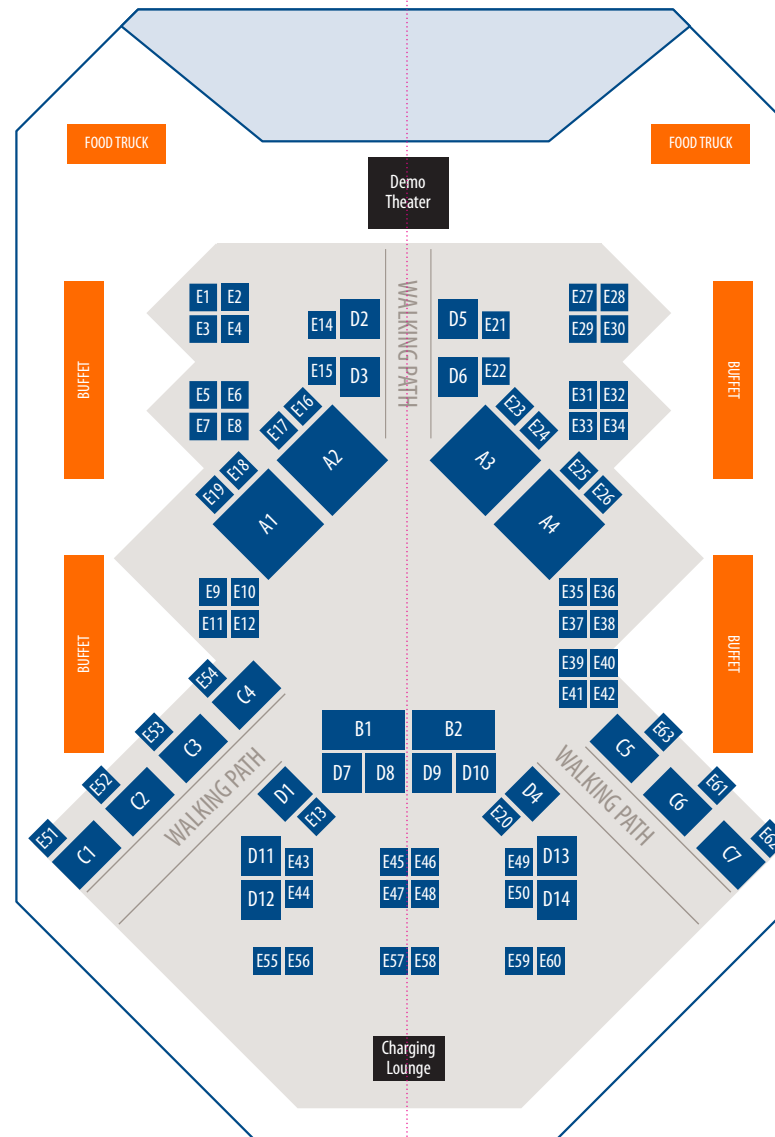 FOOD TRUCK
FOOD TRUCK
Demo
Theater
WALKING PATH
BUFFET
BUFFET
E1
E2
E3
E4
E14
D2
D5
E21
E27
E28
E29
E30
E15
D3
D6
E22
E5
E6
E7
E8
E16
E17
E23
E24
E31
E32
E33
E34
A2
A3
E18
E19
E25
E26
A1
A4
BUFFET
BUFFET
E9
E10
E11
E12
E35
E36
E37
E38
E39
E40
E41
E42
E54
C4
E53
C3
E52
C2
E51
C1
WALKING PATH
B1
B2
D7
D8
D9
D10
D1
E13
D4
E20
WALKING PATH
C5
E63
C6
E61
C7
E62
D11
E43
D12
E44
E45
E46
E47
E48
E49
D13
E50
D14
E55
E56
E57
E58
E59
E60
Charging
Lounge